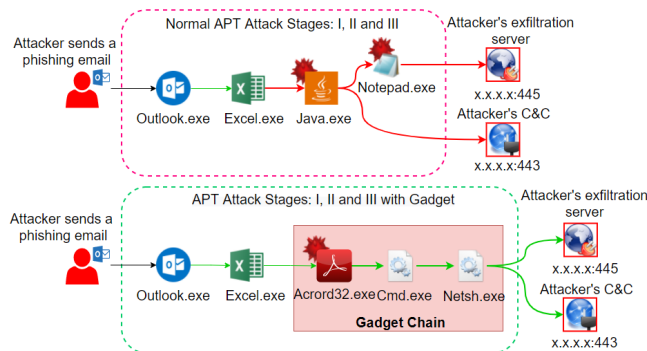 Normal APT Attack Stages: I, II and III
Attacker sends a
phishing email
Outlook.exe
Excel.exe
Java.exe
Notepad.exe
Attacker's exfiltration
server
x.x.x.x:445
Attacker's C&C
x.x.x.x:443
APT Attack Stages: I, II and III with Gadget
Attacker sends a
phishing email
Outlook.exe
Excel.exe
Acrord32.exe
Cmd.exe
Netsh.exe
Gadget Chain
Attacker's exfiltration
server
x.x.x.x:445
Attacker's C&C
x.x.x.x:443